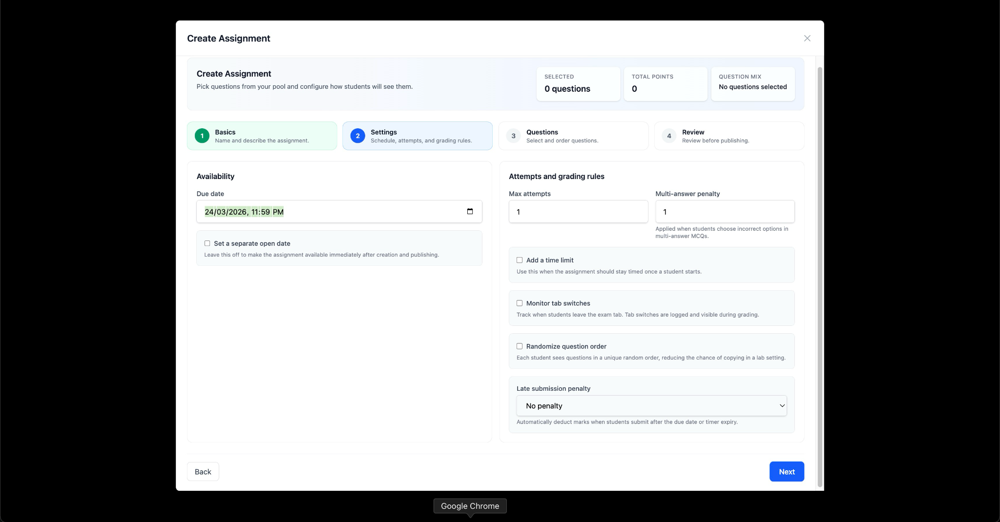 Create Assignment
Create Assignment
Pick questions from your pool and configure how students will see them.
SELECTED
0 questions
TOTAL POINTS
0
QUESTION MIX
No questions selected
1
Basics
Name and describe the assignment.
2
Settings
Schedule, attempts, and grading rules.
3
Questions
Select and order questions.
4
Review
Review before publishing.
Availability
Due date
24/03/2026, 11:59 PM
Set a separate open date
Leave this off to make the assignment available immediately after creation and publishing.
Attempts and grading rules
Max attempts
1
Multi-answer penalty
1
Applied when students choose incorrect options in
multi-answer MCQs.
Add a time limit
Use this when the assignment should stay timed once a student starts.
Monitor tab switches
Track when students leave the exam tab. Tab switches are logged and visible during grading.
Randomize question order
Each student sees questions in a unique random order, reducing the chance of copying in a lab setting.
Late submission penalty
No penalty
Automatically deduct marks when students submit after the due date or timer expiry.
Back
Next
Google Chrome